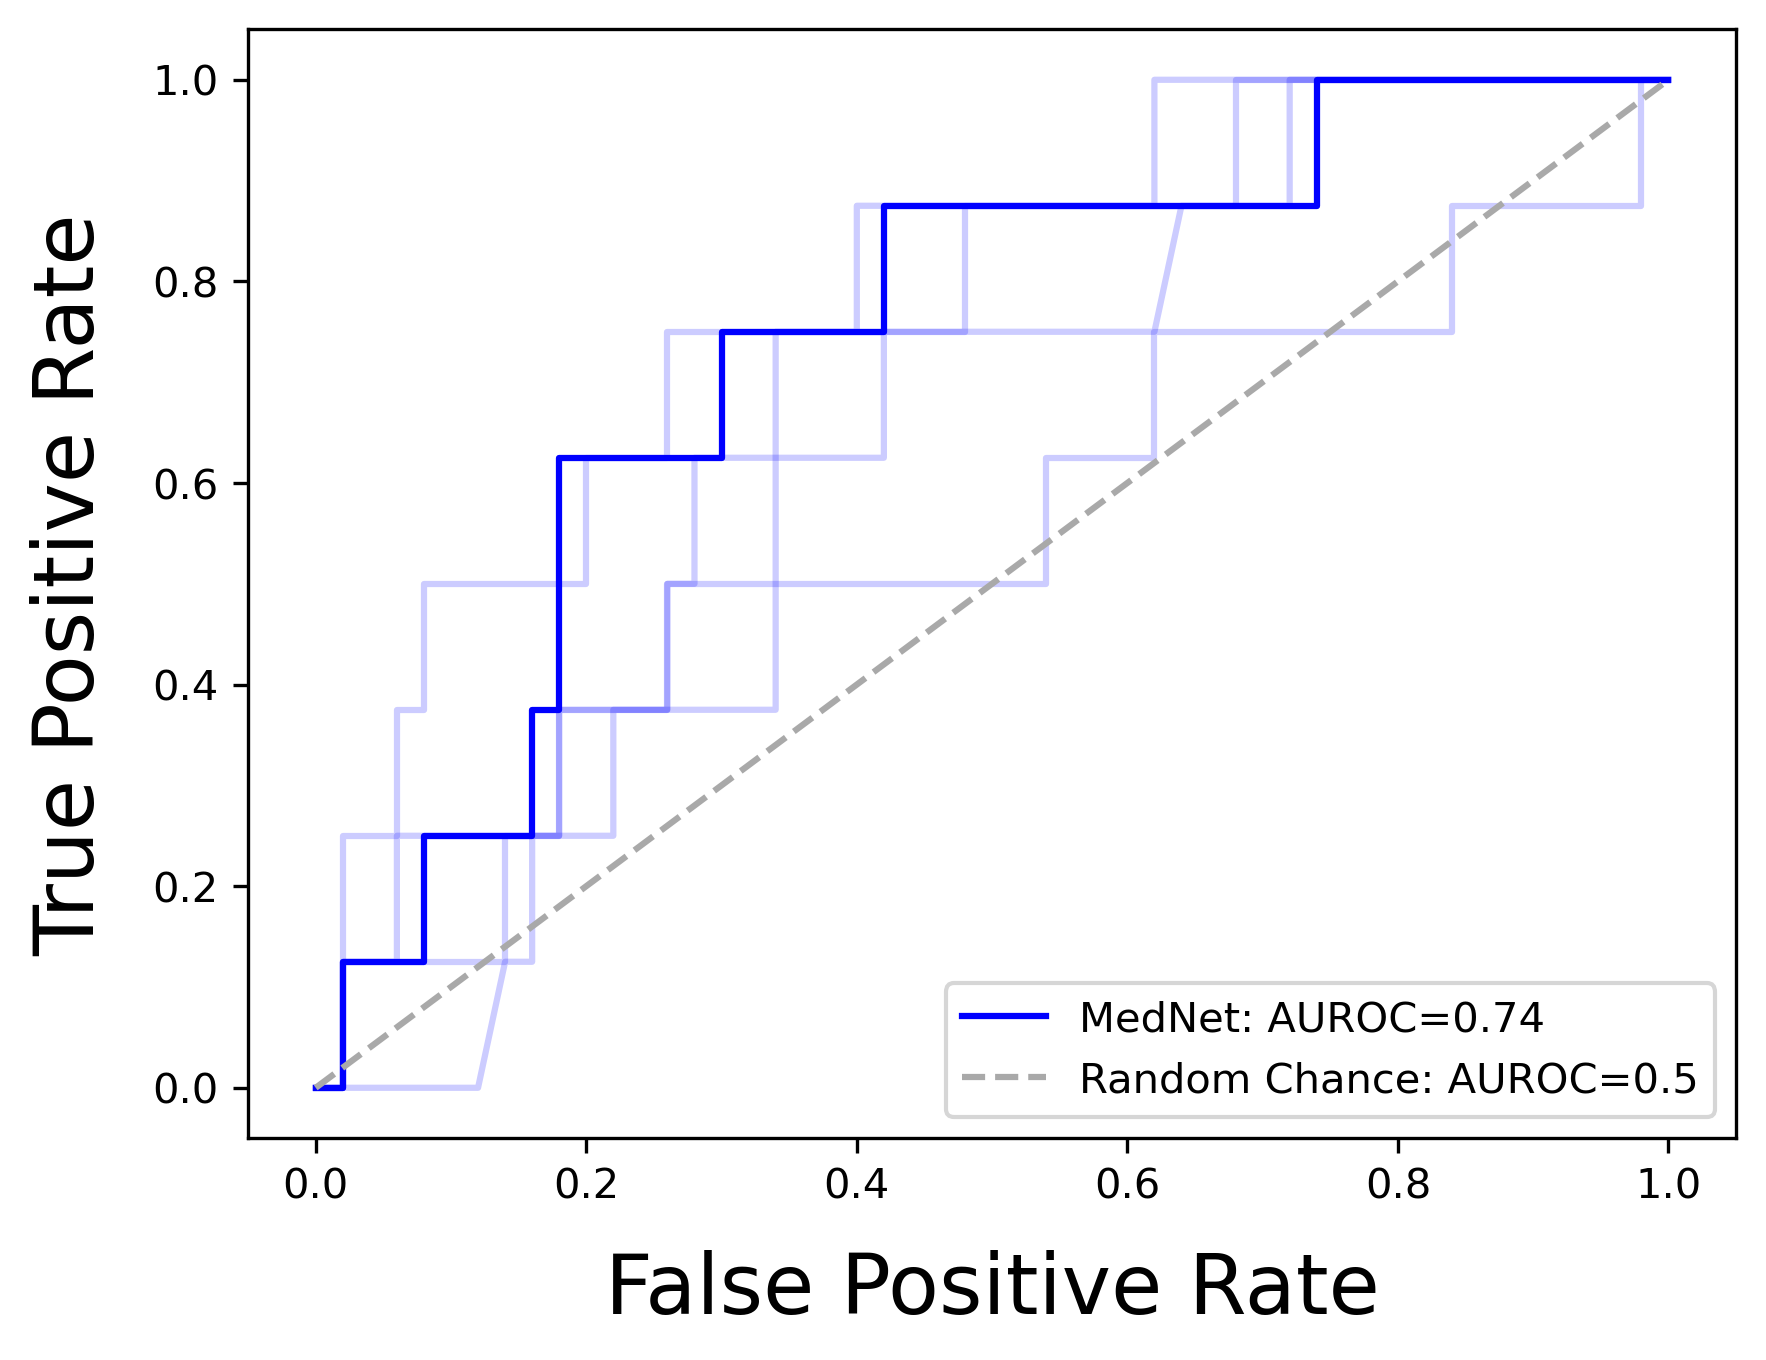 True Positive Rate
1.0
0.8
0.6
0.4
0.2
0.0
MedNet: AUROC=0.74
Random Chance: AUROC=0.5
0.0 0.2 0.4 0.6 0.8 1.0
False Positive Rate